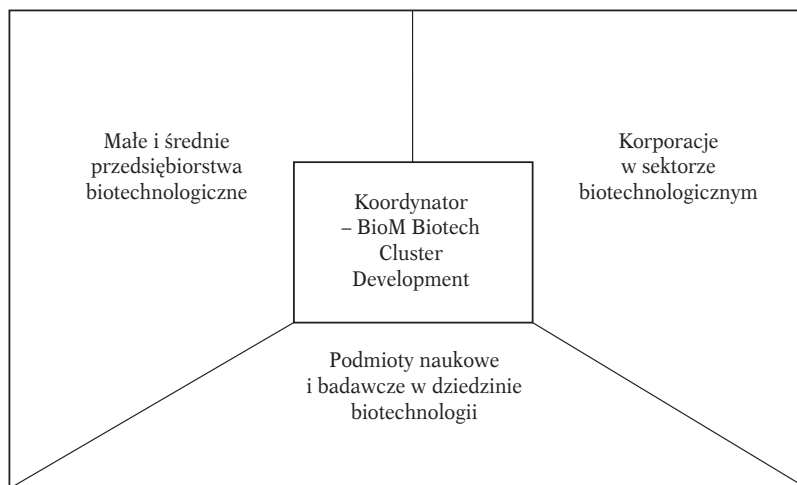 Małe i średnie
przedsiębiorstwa
biotechnologiczne
Korporacje
w sektorze
biotechnologicznym
Koordynator
– BioM Biotech
Cluster
Development
Podmioty naukowe
i badawcze w dziedzinie
biotechnologii